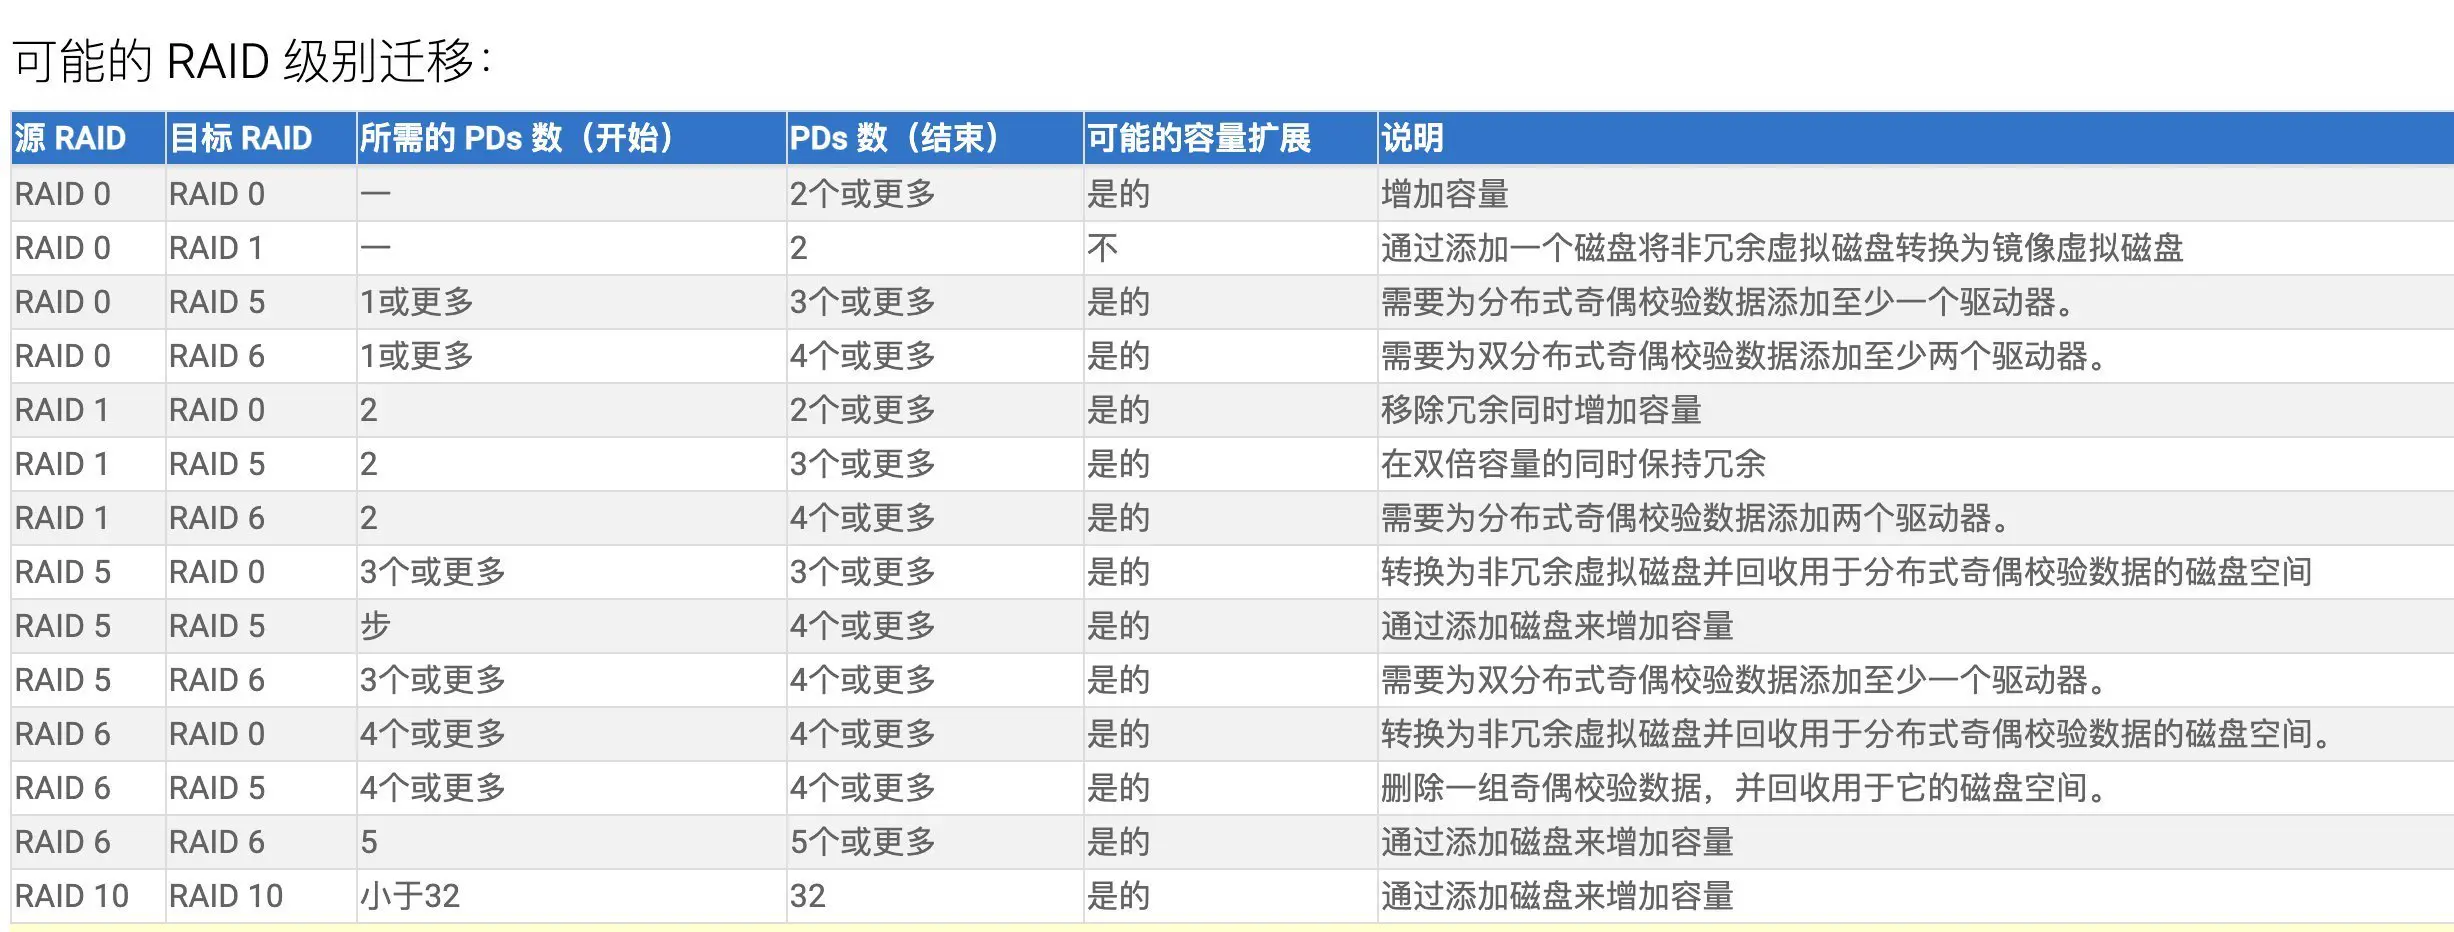 可能的 RAID 级别迁移：
源 RAID 目标 RAID 所需的 PDs 数（开始） PDs 数（结束） 可能的容量扩展 说明
RAID 0 RAID 0 一 2个或更多 是的 增加容量
RAID 0 RAID 1 一 2 不 通过添加一个磁盘将非冗余虚拟磁盘转换为镜像虚拟磁盘
RAID 0 RAID 5 1或更多 3个或更多 是的 需要为分布式奇偶校验数据添加至少一个驱动器。
RAID 0 RAID 6 1或更多 4个或更多 是的 需要为双分布式奇偶校验数据添加至少两个驱动器。
RAID 1 RAID 0 2 2个或更多 是的 移除冗余同时增加容量
RAID 1 RAID 5 2 3个或更多 是的 在双倍容量的同时保持冗余
RAID 1 RAID 6 2 4个或更多 是的 需要为分布式奇偶校验数据添加两个驱动器。
RAID 5 RAID 0 3个或更多 3个或更多 是的 转换为非冗余虚拟磁盘并回收用于分布式奇偶校验数据的磁盘空间
RAID 5 RAID 5 步 4个或更多 是的 通过添加磁盘来增加容量
RAID 5 RAID 6 3个或更多 4个或更多 是的 需要为双分布式奇偶校验数据添加至少一个驱动器。
RAID 6 RAID 0 4个或更多 4个或更多 是的 转换为非冗余虚拟磁盘并回收用于分布式奇偶校验数据的磁盘空间。
RAID 6 RAID 5 4个或更多 4个或更多 是的 删除一组奇偶校验数据，并回收用于它的磁盘空间。
RAID 6 RAID 6 5 5个或更多 是的 通过添加磁盘来增加容量
RAID 10 RAID 10 小于32 32 是的 通过添加磁盘来增加容量